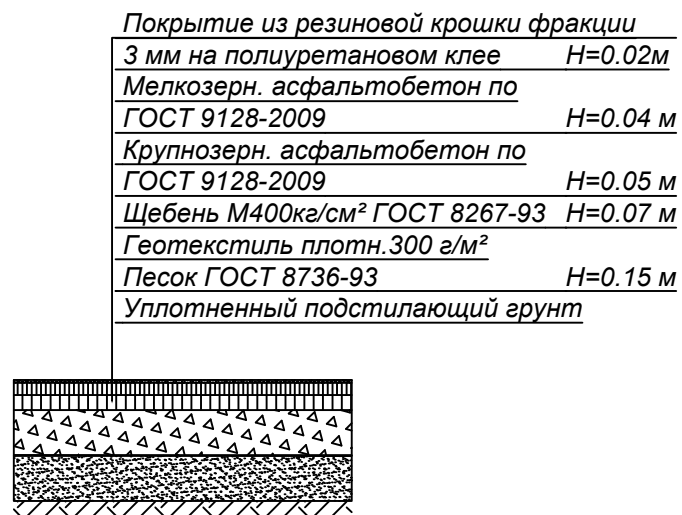 Покрытие из резиновой крошки фракции
3 мм на полиуретановом клее H=0.02м
Мелкозерн. асфальтобетон по
ГОСТ 9128-2009 H=0.04 м
Крупнозерн. асфальтобетон по
ГОСТ 9128-2009 H=0.05 м
Щебень М400кг/см² ГОСТ 8267-93 H=0.07 м
Геотекстиль плотн.300 г/м²
Песок ГОСТ 8736-93 H=0.15 м
Уплотненный подстилающий грунт